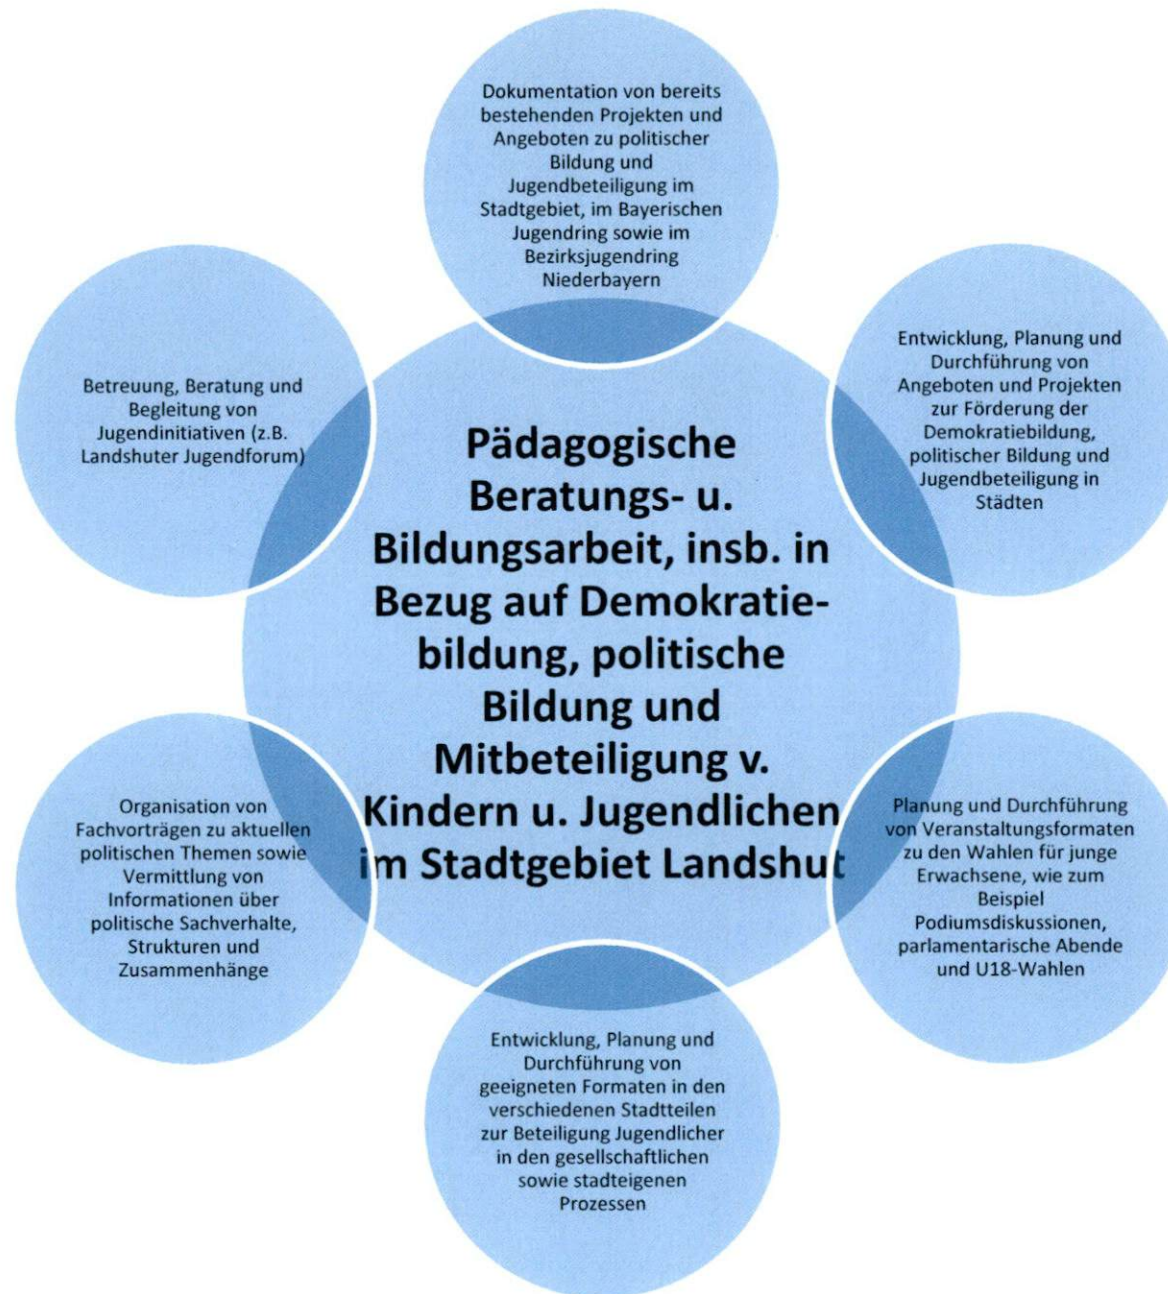 Dokumentation von bereits
bestehenden Projekten und
Angeboten zu politischer
Bildung und
Jugendbeteiligung im
Stadtgebiet, im Bayerischen
Jugendring sowie im
Bezirksjugendring
Niederbayern
Entwicklung, Planung und
Durchführung von
Angeboten und Projekten
zur Förderung der
Demokratiebildung,
politischer Bildung und
Jugendbeteiligung in
Städten
Betreuung, Beratung und
Begleitung von
Jugendinitiativen (z.B.
Landshuter Jugendforum)
Pädagogische
Beratungs- u.
Bildungsarbeit, insb. in
Bezug auf Demokratie-
bildung, politische
Bildung und
Mitbeteiligung v.
Kindern u. Jugendlichen
im Stadtgebiet Landshut
Planung und Durchführung
von Veranstaltungsformaten
zu den Wahlen für junge
Erwachsene, wie zum
Beispiel
Podiumsdiskussionen,
parlamentarische Abende
und U18-Wahlen
Organisation von
Fachvorträgen zu aktuellen
politischen Themen sowie
Vermittlung von
Informationen über
politische Sachverhalte,
Strukturen und
Zusammenhänge
Entwicklung, Planung und
Durchführung von
geeigneten Formaten in den
verschiedenen Stadtteilen
zur Beteiligung Jugendlicher
in den gesellschaftlichen
sowie stadteigenen
Prozessen